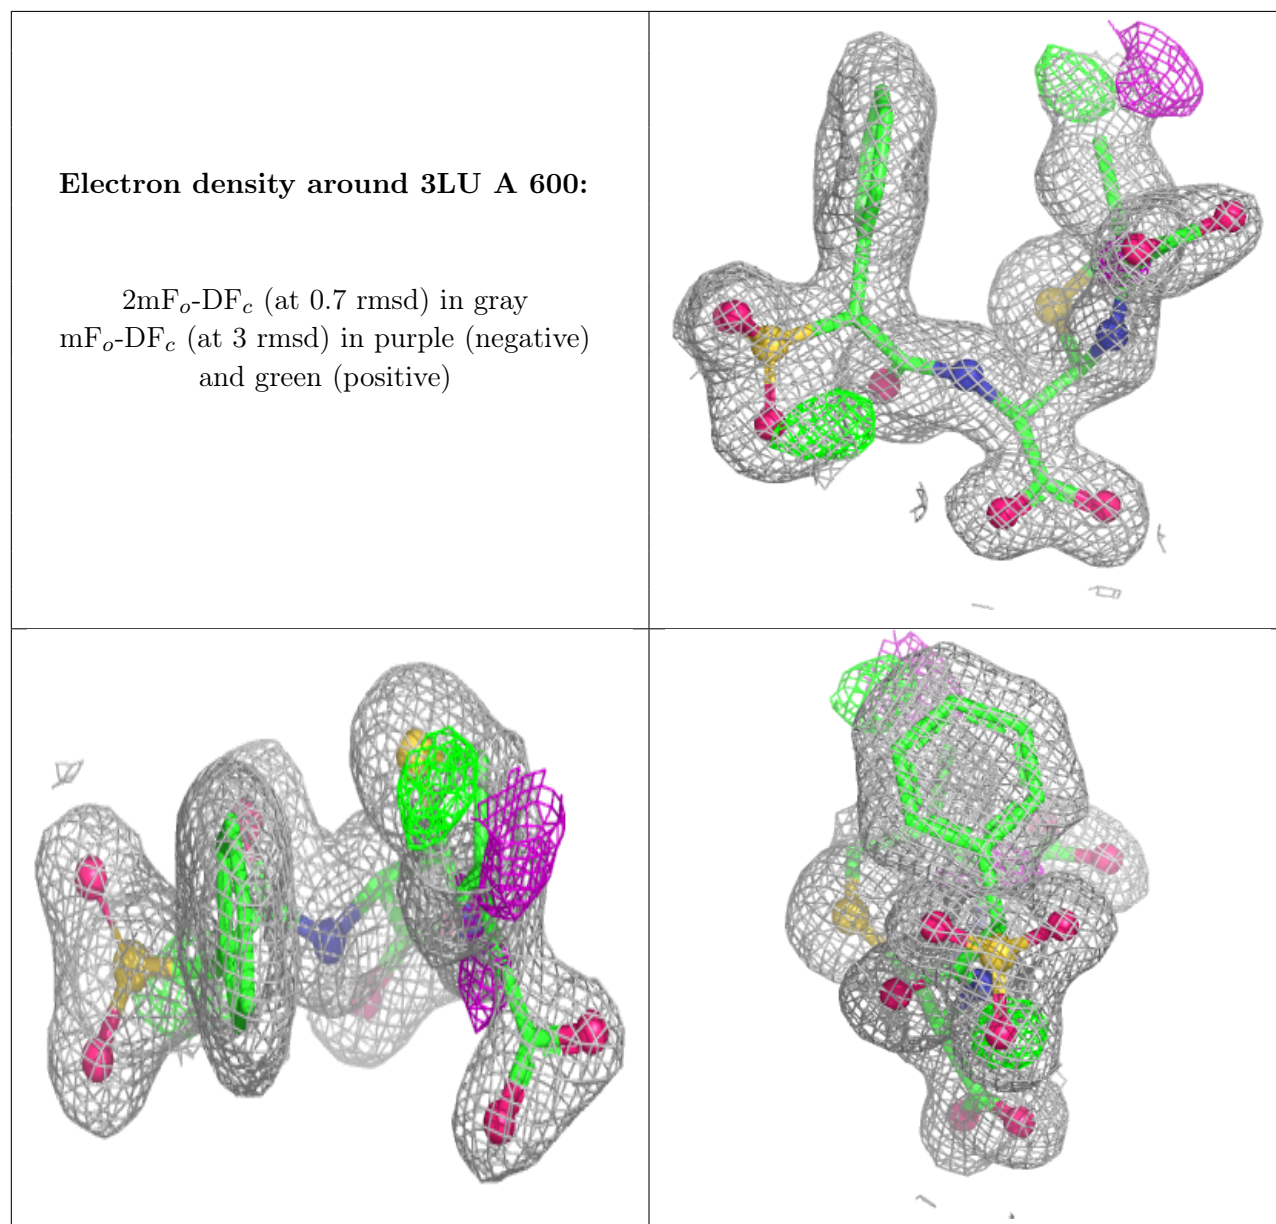 Electron density around 3LU A 600:
2mFo-DFc (at 0.7 rmsd) in gray
mFo-DFc (at 3 rmsd) in purple (negative)
and green (positive)